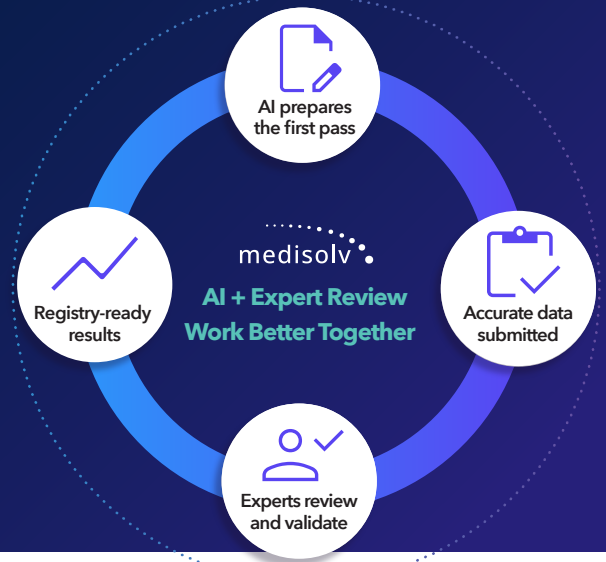 AI prepares
the first pass
medisolv
AI + Expert Review
Work Better Together
Registry-ready
results
Accurate data
submitted
Experts review
and validate